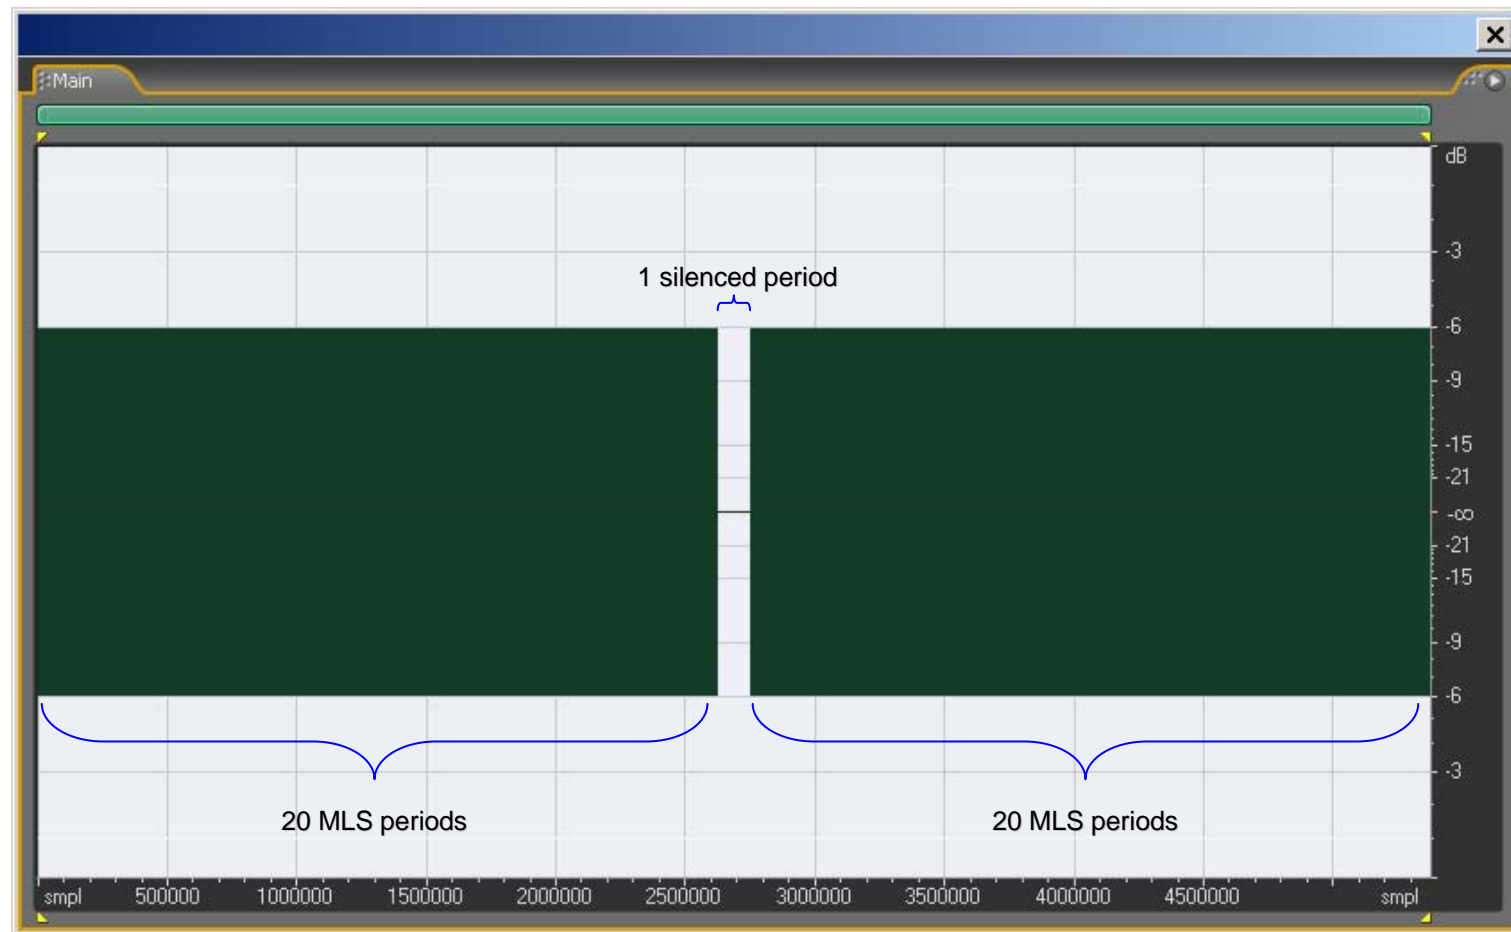 Main
dB
-3
1 silenced period
-6
-9
-15
-21
-∞
-21
-15
-9
-6
-3
20 MLS periods 20 MLS periods
smpl 500000 1000000 1500000 2000000 2500000 3000000 3500000 4000000 4500000 smpl